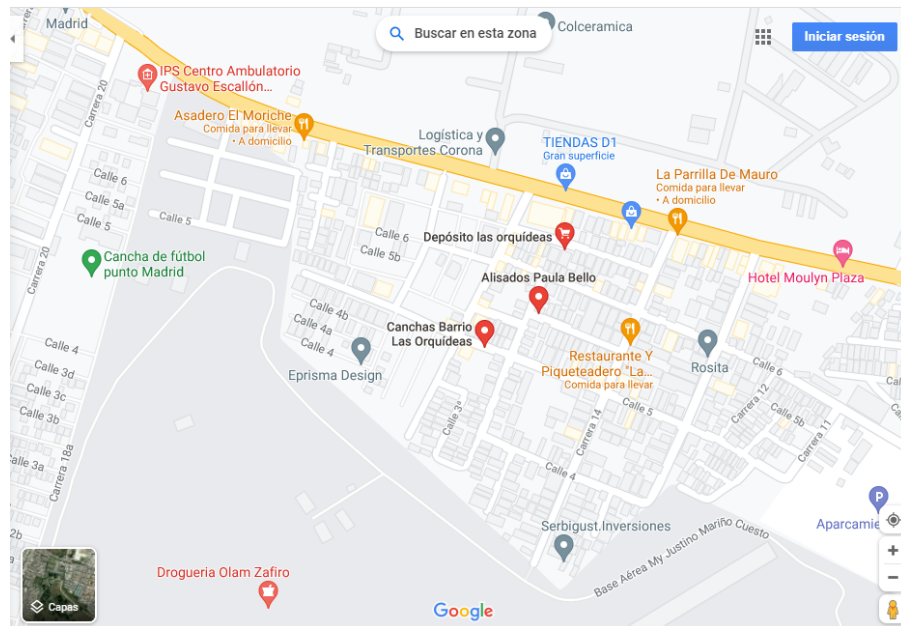 Madrid
Buscar en esta zona
Colceramica
Iniciar sesión
IPS Centro Ambulatorio
Gustavo Escallón...
Carrera 20
Asadero El Moriche
Comida para llevar
• A domicilio
Logística y
Transportes Corona
TIENDAS D1
Gran superficie
La Parrilla De Mauro
Comida para llevar
• A domicilio
Calle 6
Calle 5a
Calle 5
Calle 5
Calle 6
Calle 5b
Depósito las orquídeas
Cancha de fútbol
punto Madrid
Carrera 20
Alisados Paula Bello
Hotel Moulyn Plaza
Calle 4b
Calle 4a
Calle 4
Canchas Barrio
Las Orquídeas
Eprisma Design
Restaurante Y
Piqueteadero "La...
Comida para llevar
Rosita
Calle 6
Calle 4
Calle 3d
Calle 3c
Calle 3b
Calle 3a
Carrera 18a
2b
Calle 3ª
Calle 5
Carrera 14
Carrera 12
Calle 5b
Carrera 11
Calle 4
P
Aparcamie
Serbigust.Inversiones
Base Aérea My Justino Mariño Cuesto
Drogueria Olam Zafiro
Capas
Google